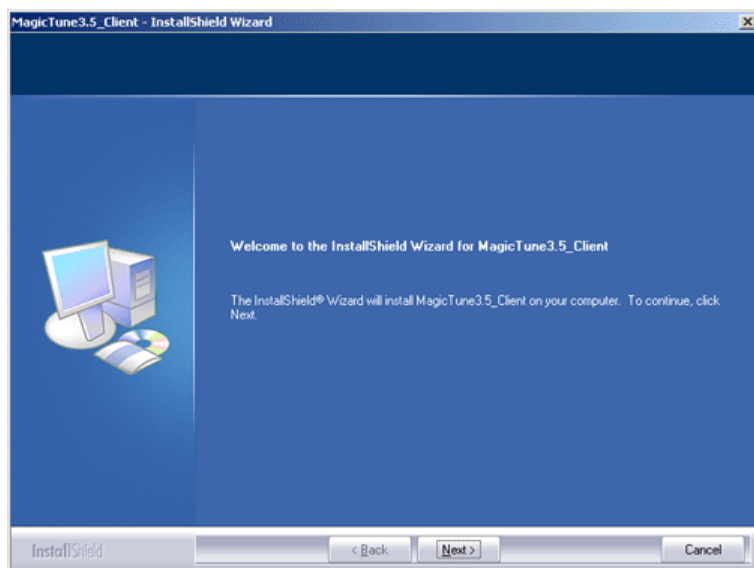 MagicTune3.5_Client - InstallShield Wizard
Welcome to the InstallShield Wizard for MagicTune3.5_Client
The InstallShield® Wizard will install MagicTune3.5_Client on your computer. To continue, click
Next.
InstallShield
< Back Next > Cancel